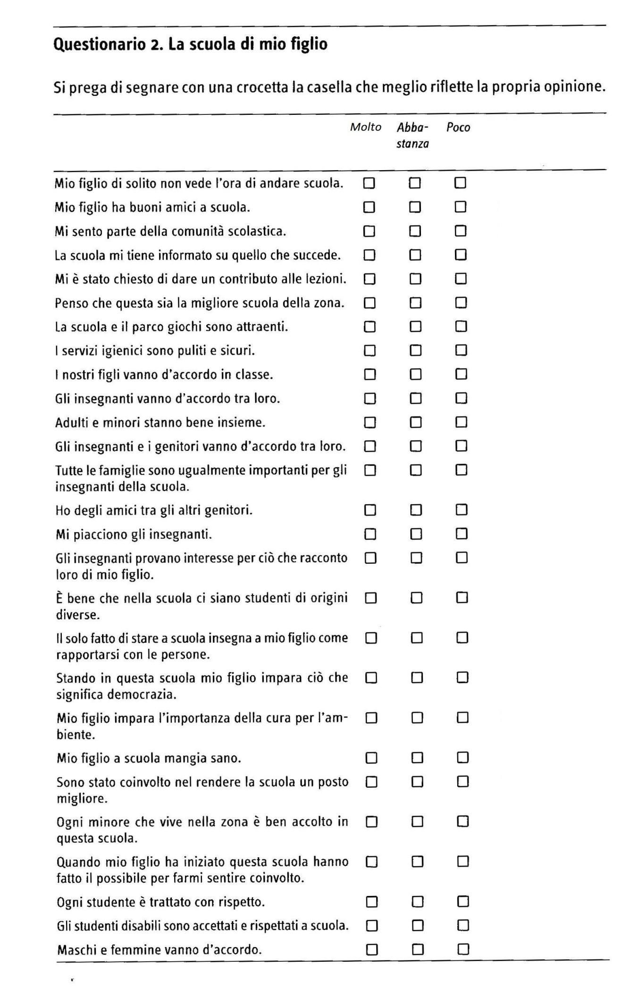 Questionario 2. La scuola di mio figlio
Si prega di segnare con una crocetta la casella che meglio riflette la propria opinione.
Molto Abba- Poco
stanza
Mio figlio di solito non vede l'ora di andare scuola. ☐ ☐ ☐
Mio figlio ha buoni amici a scuola. ☐ ☐ ☐
Mi sento parte della comunità scolastica. ☐ ☐ ☐
La scuola mi tiene informato su quello che succede. ☐ ☐ ☐
Mi è stato chiesto di dare un contributo alle lezioni. ☐ ☐ ☐
Penso che questa sia la migliore scuola della zona. ☐ ☐ ☐
La scuola e il parco giochi sono attraenti. ☐ ☐ ☐
I servizi igienici sono puliti e sicuri. ☐ ☐ ☐
I nostri figli vanno d'accordo in classe. ☐ ☐ ☐
Gli insegnanti vanno d'accordo tra loro. ☐ ☐ ☐
Adulti e minori stanno bene insieme. ☐ ☐ ☐
Gli insegnanti e i genitori vanno d'accordo tra loro. ☐ ☐ ☐
Tutte le famiglie sono ugualmente importanti per gli ☐ ☐ ☐
insegnanti della scuola.
Ho degli amici tra gli altri genitori. ☐ ☐ ☐
Mi piacciono gli insegnanti. ☐ ☐ ☐
Gli insegnanti provano interesse per ciò che racconto ☐ ☐ ☐
loro di mio figlio.
È bene che nella scuola ci siano studenti di origini ☐ ☐ ☐
diverse.
Il solo fatto di stare a scuola insegna a mio figlio come ☐ ☐ ☐
rapportarsi con le persone.
Stando in questa scuola mio figlio impara ciò che ☐ ☐ ☐
significa democrazia.
Mio figlio impara l'importanza della cura per l'am- ☐ ☐ ☐
biente.
Mio figlio a scuola mangia sano. ☐ ☐ ☐
Sono stato coinvolto nel rendere la scuola un posto ☐ ☐ ☐
migliore.
Ogni minore che vive nella zona è ben accolto in ☐ ☐ ☐
questa scuola.
Quando mio figlio ha iniziato questa scuola hanno ☐ ☐ ☐
fatto il possibile per farmi sentire coinvolto.
Ogni studente è trattato con rispetto. ☐ ☐ ☐
Gli studenti disabili sono accettati e rispettati a scuola. ☐ ☐ ☐
Maschi e femmine vanno d'accordo. ☐ ☐ ☐